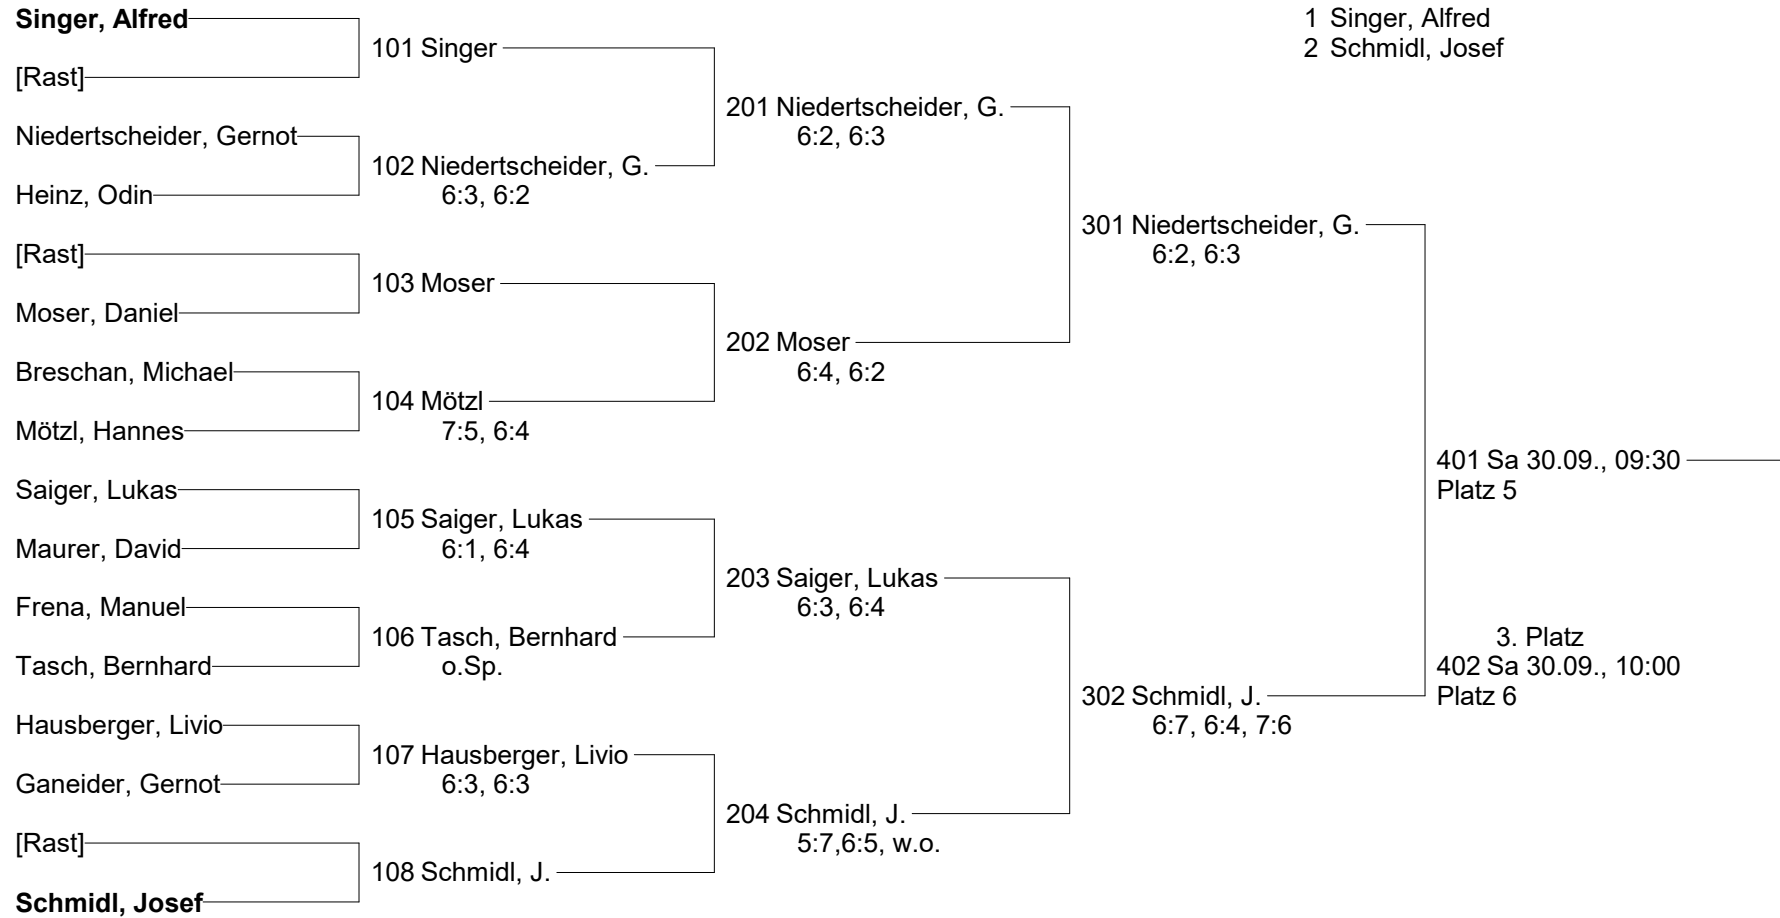 Singer, Alfred
[Rast]
Niedertscheider, Gernot
Heinz, Odin
[Rast]
Moser, Daniel
Breschan, Michael
Mötzl, Hannes
Saiger, Lukas
Maurer, David
Frena, Manuel
Tasch, Bernhard
Hausberger, Livio
Ganeider, Gernot
[Rast]
Schmidl, Josef
101 Singer
102 Niedertscheider, G.
6:3, 6:2
103 Moser
104 Mötzl
7:5, 6:4
105 Saiger, Lukas
6:1, 6:4
106 Tasch, Bernhard
o.Sp.
107 Hausberger, Livio
6:3, 6:3
108 Schmidl, J.
201 Niedertscheider, G.
6:2, 6:3
202 Moser
6:4, 6:2
203 Saiger, Lukas
6:3, 6:4
204 Schmidl, J.
5:7,6:5, w.o.
301 Niedertscheider, G.
6:2, 6:3
302 Schmidl, J.
6:7, 6:4, 7:6
1 Singer, Alfred
2 Schmidl, Josef
401 Sa 30.09., 09:30
Platz 5
3. Platz
402 Sa 30.09., 10:00
Platz 6